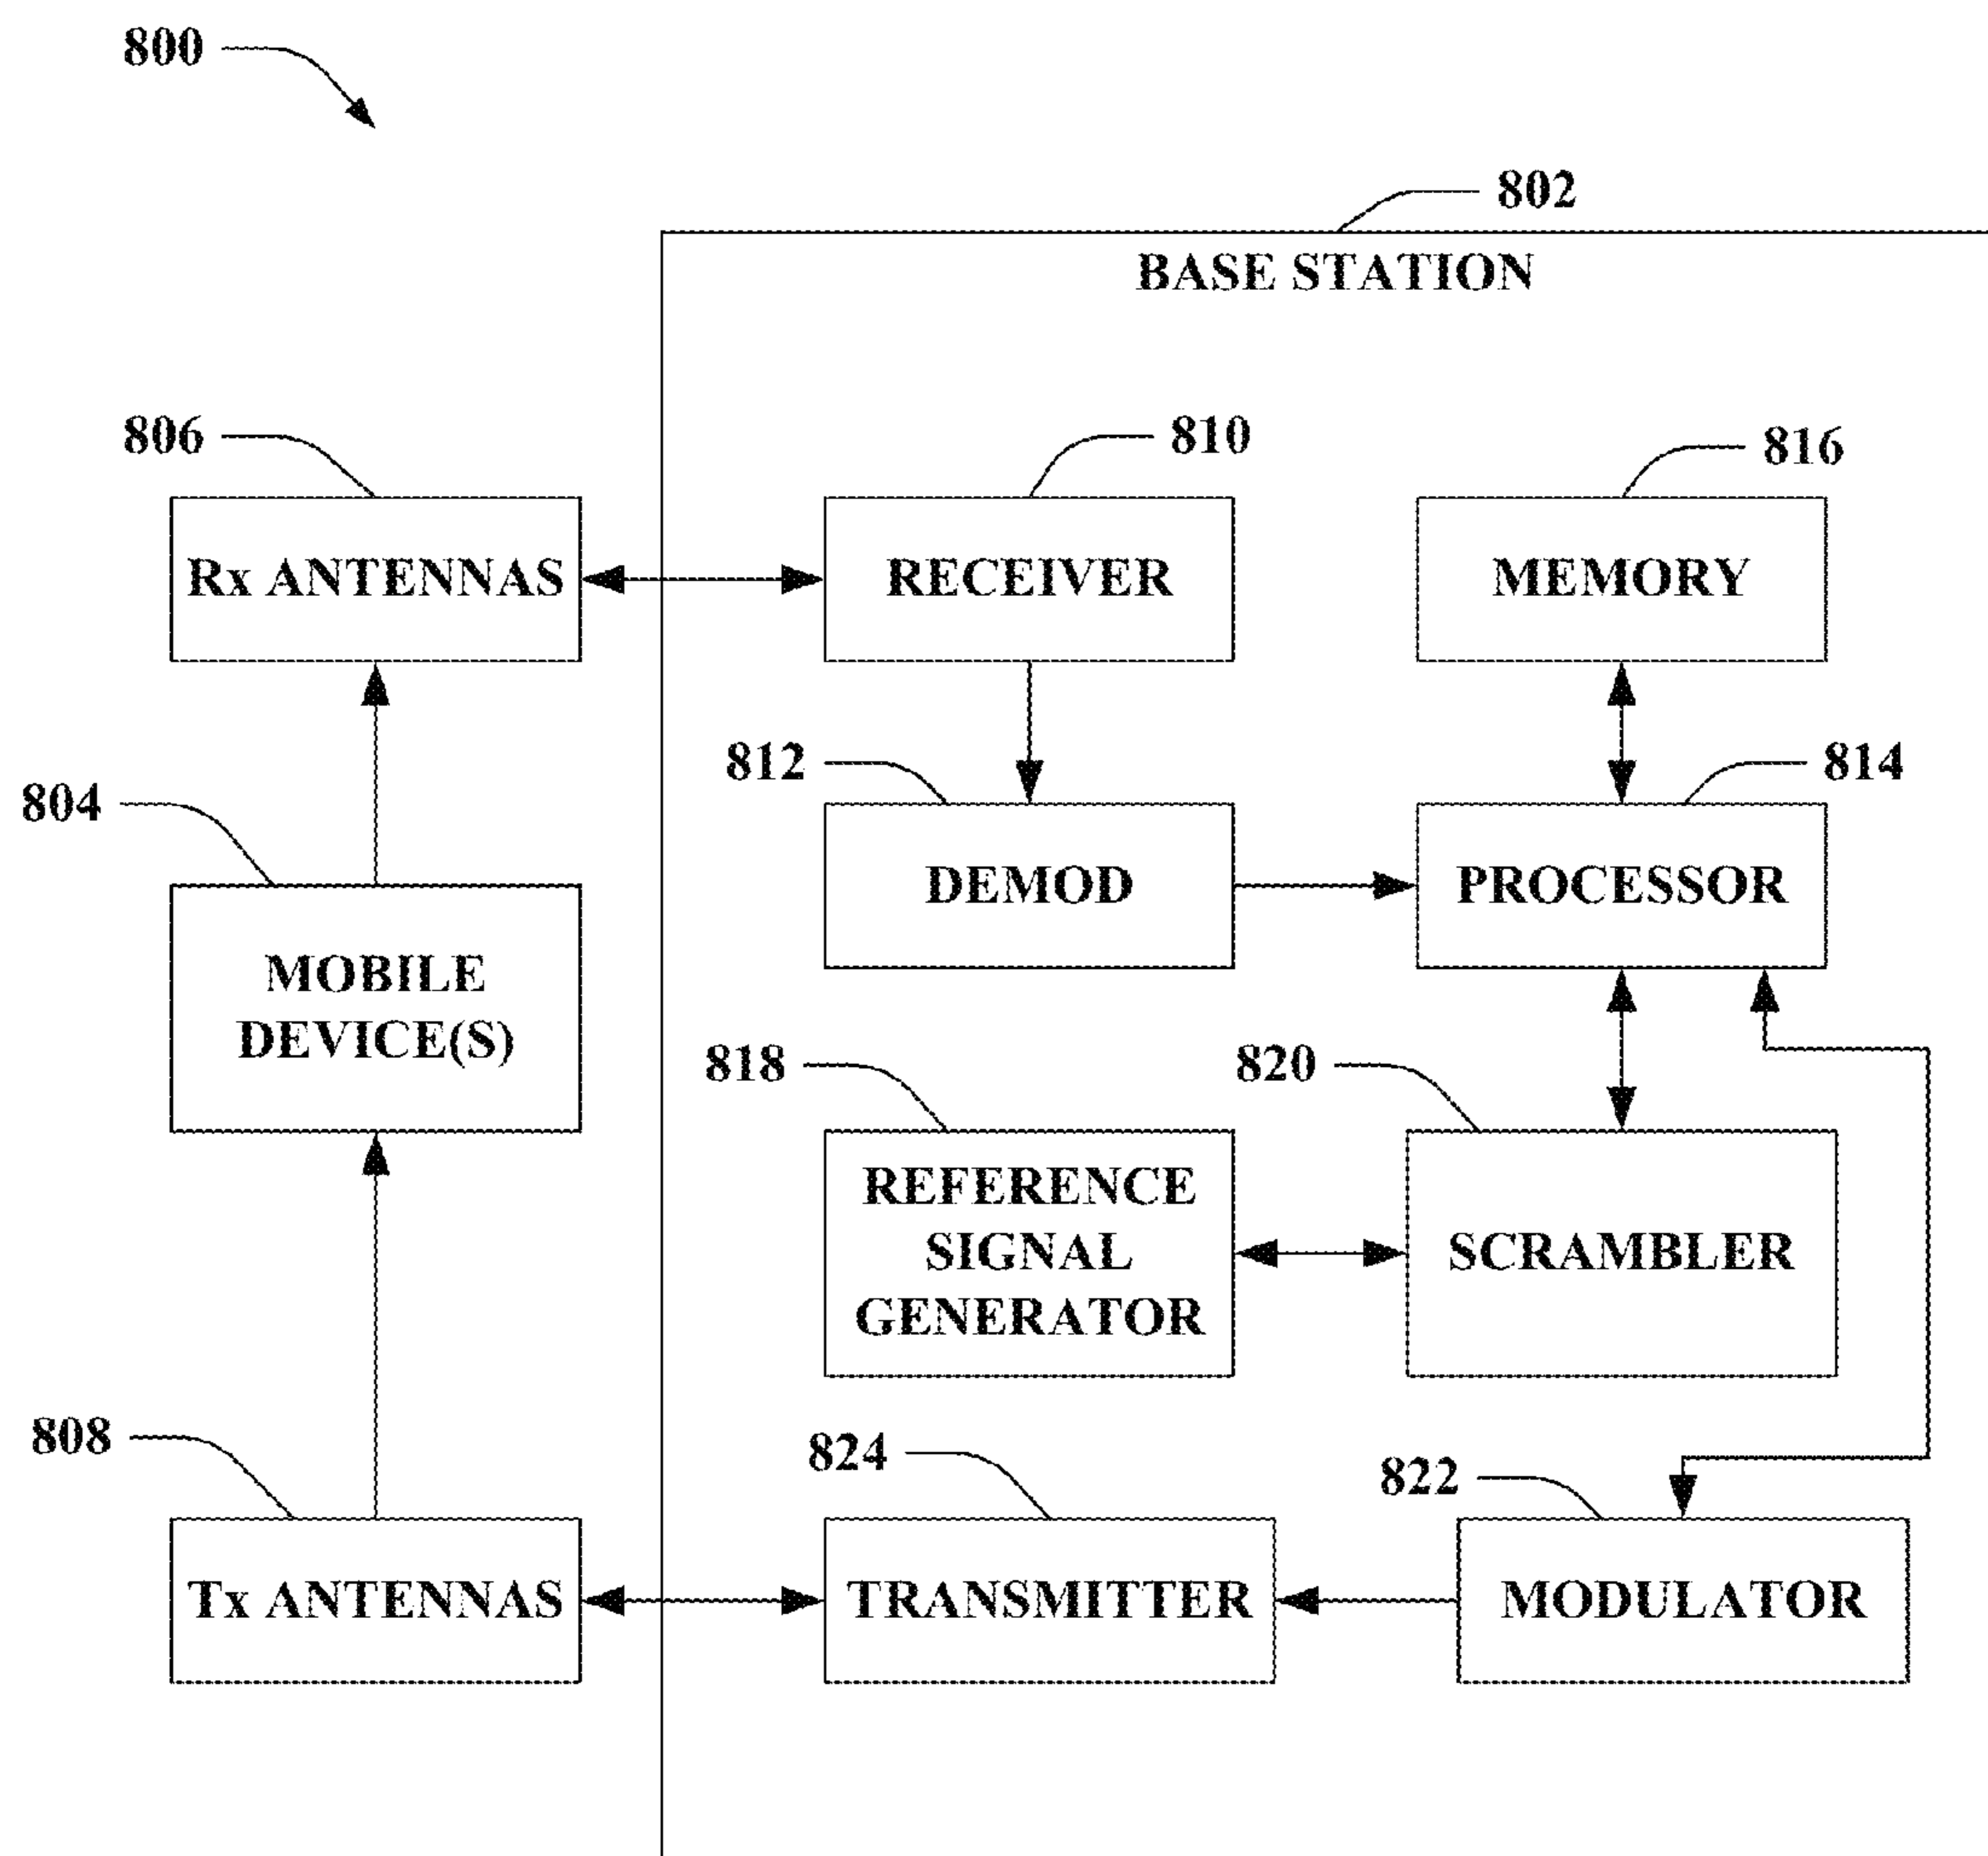 800
802
BASE STATION
806
810
816
Rx ANTENNAS
RECEIVER
MEMORY
804
812
814
MOBILE
DEVICE(S)
DEMOD
PROCESSOR
818
820
REFERENCE
SIGNAL
GENERATOR
SCRAMBLER
808
824
822
Tx ANTENNAS
TRANSMITTER
MODULATOR